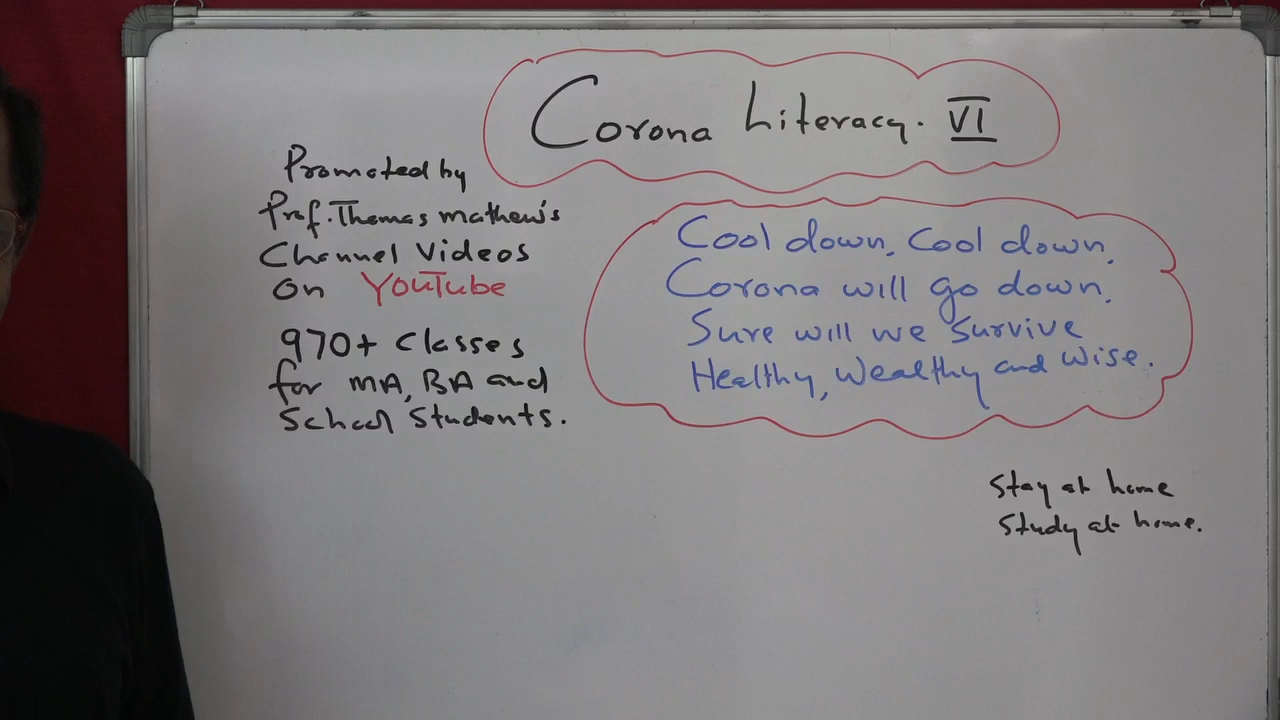 Corona Literacy. VI
Promoted by
Prof. Thomas Mathew's
Channel Videos
on YouTube
970+ Classes
for MA, BA and
School Students.
Cool down, Cool down,
Corona will go down.
Sure will we survive
Healthy, Wealthy and Wise.
Stay at home
Study at home.